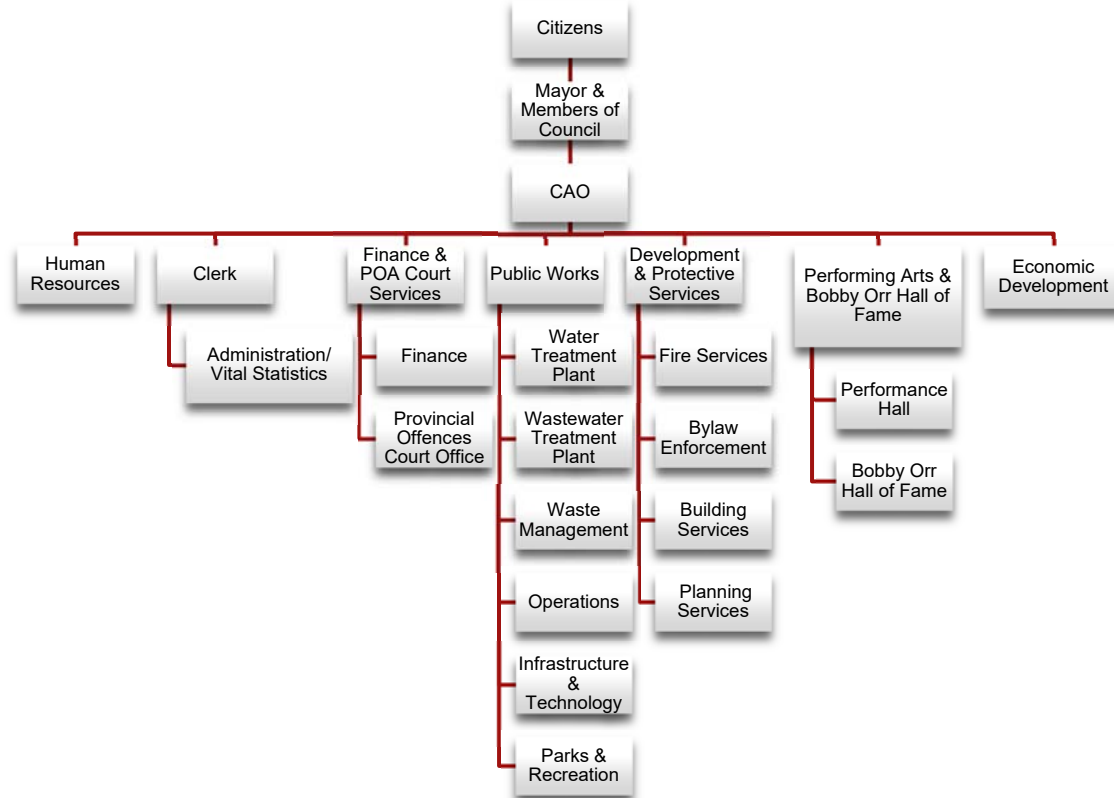 Citizens
Mayor &
Members of
Council
CAO
Human
Resources
Clerk
Finance &
POA Court
Services
Public Works
Development
& Protective
Services
Performing Arts &
Bobby Orr Hall of
Fame
Economic
Development
Administration/
Vital Statistics
Finance
Provincial
Offences
Court Office
Water
Treatment
Plant
Wastewater
Treatment
Plant
Waste
Management
Operations
Infrastructure
&
Technology
Parks &
Recreation
Fire Services
Bylaw
Enforcement
Building
Services
Planning
Services
Performance
Hall
Bobby Orr
Hall of Fame